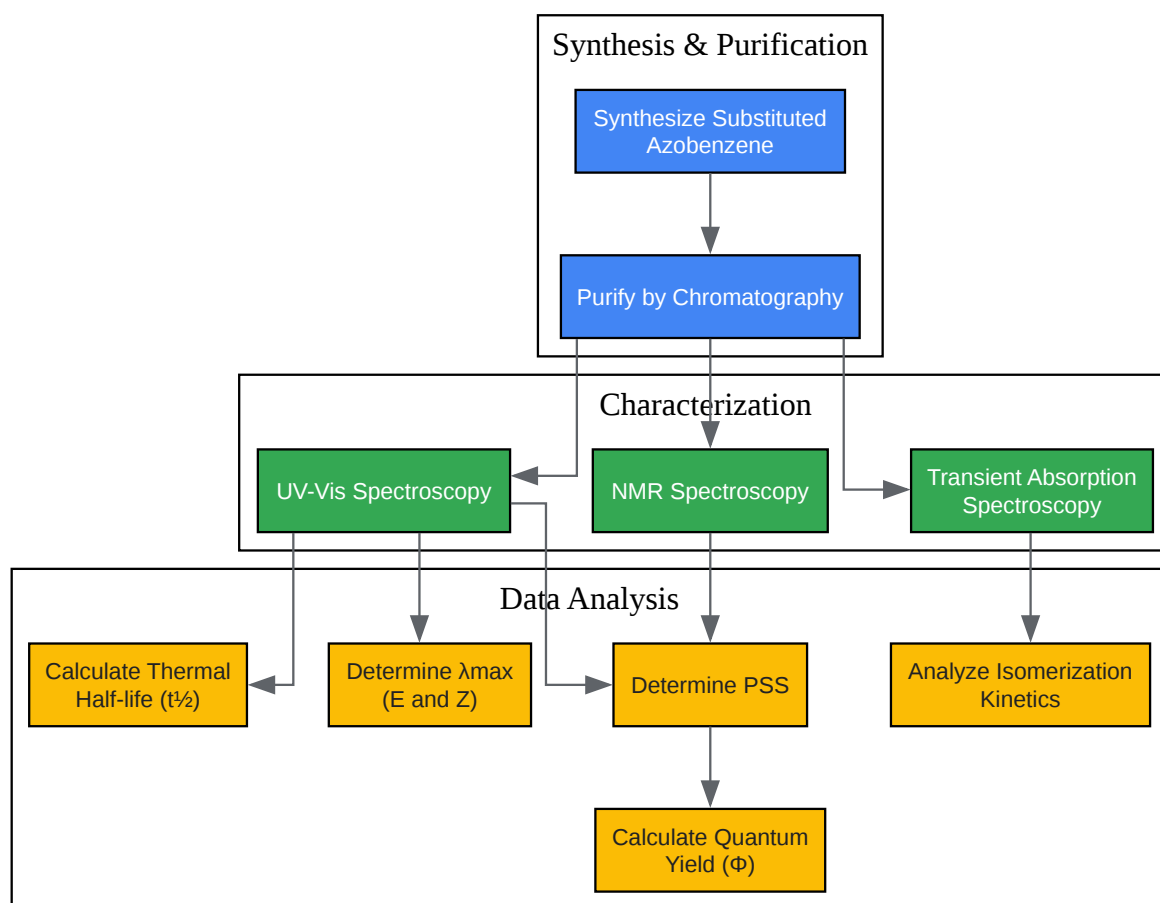 Synthesis & Purification
Synthesize Substituted
Azobenzene
Purify by Chromatography
Characterization
UV-Vis Spectroscopy
NMR Spectroscopy
Transient Absorption
Spectroscopy
Data Analysis
Calculate Thermal
Half-life (t½)
Determine λmax
(E and Z)
Determine PSS
Analyze Isomerization
Kinetics
Calculate Quantum
Yield (Φ)